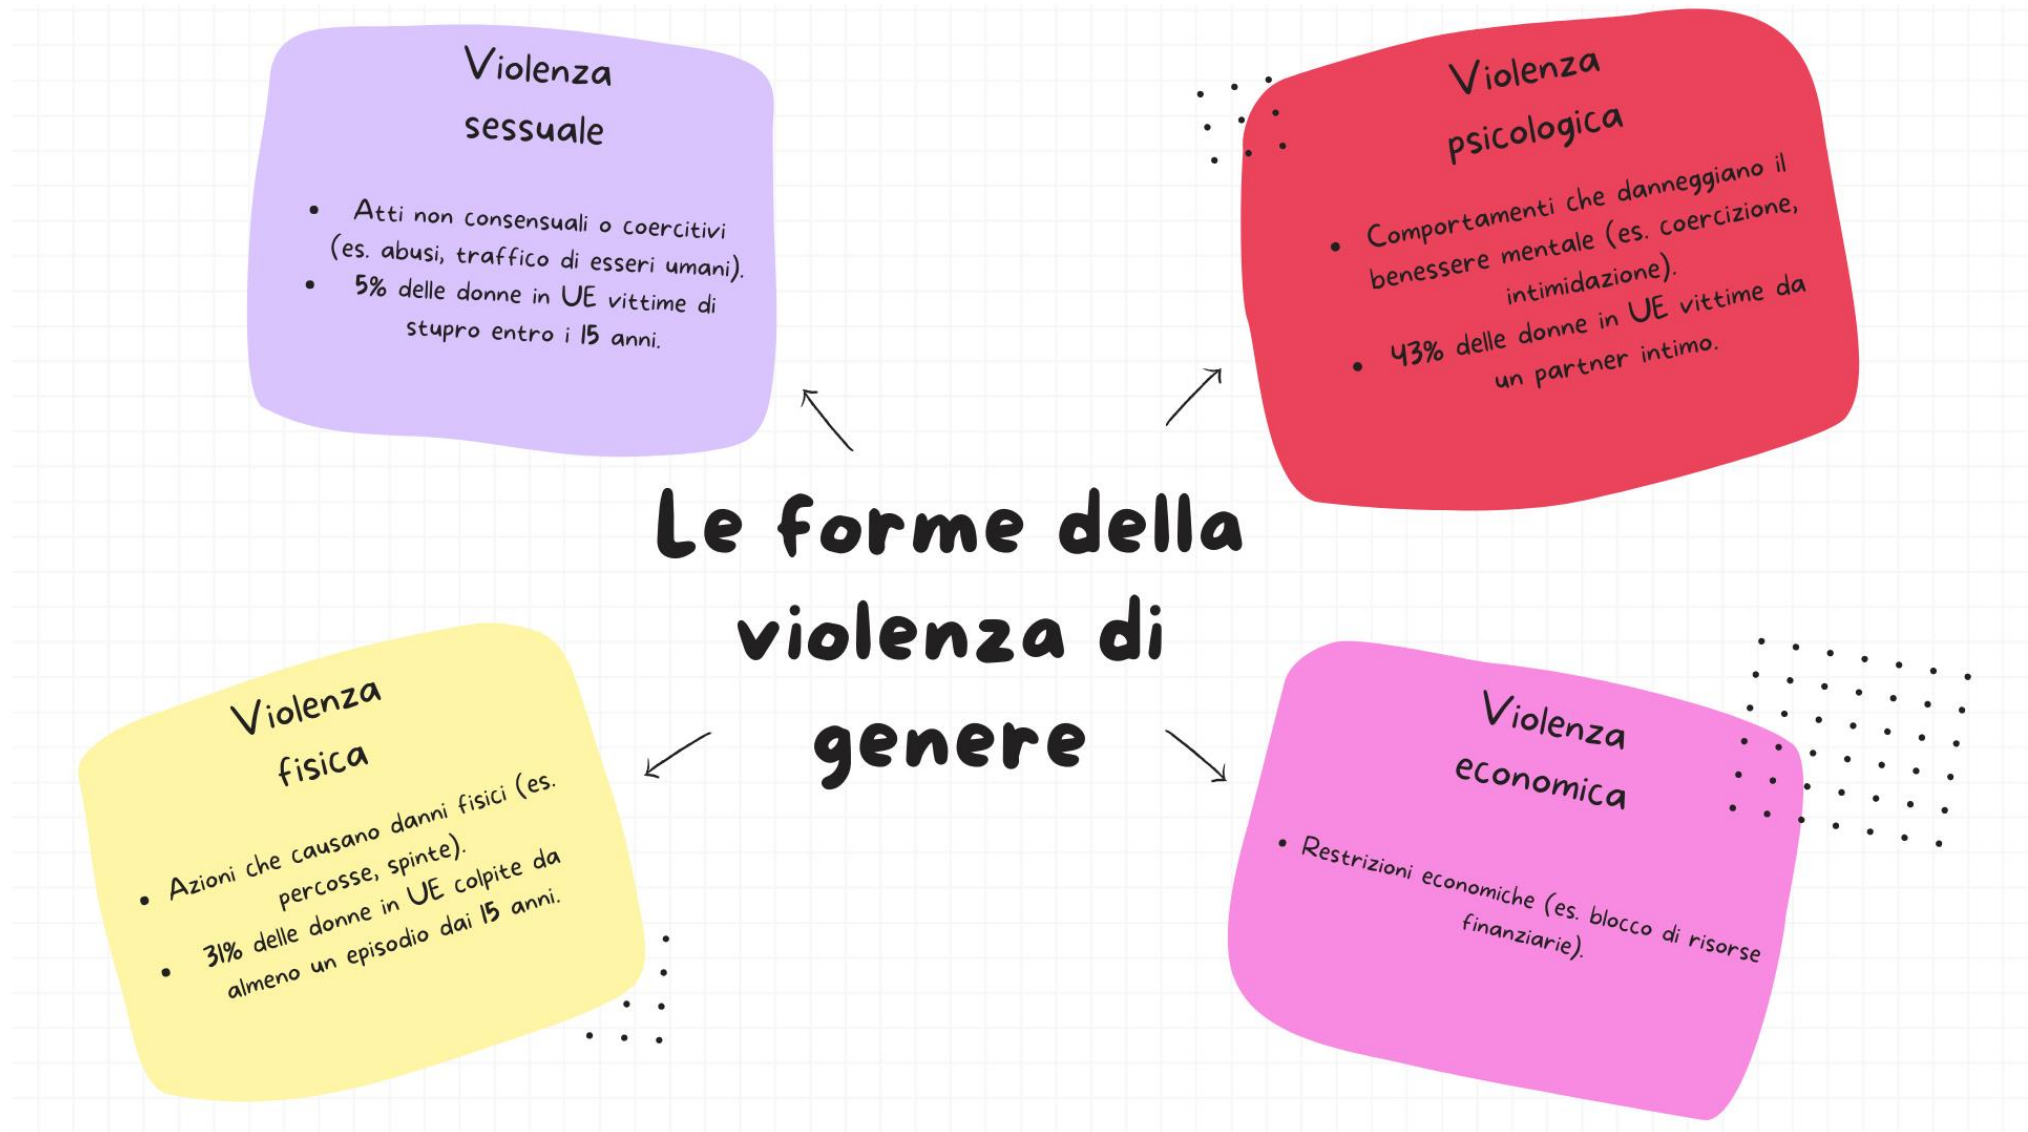 Violenza
sessuale
• Atti non consensuali o coercitivi
(es. abusi, traffico di esseri umani).
• 5% delle donne in UE vittime di
stupro entro i 15 anni.
Violenza
psicologica
• Comportamenti che danneggiano il
benessere mentale (es. coercizione,
intimidazione).
• 43% delle donne in UE vittime da
un partner intimo.
Le forme della
violenza di
genere
Violenza
fisica
• Azioni che causano danni fisici (es.
percosse, spinte).
• 31% delle donne in UE colpite da
almeno un episodio dai 15 anni.
Violenza
economica
• Restrizioni economiche (es. blocco di risorse
finanziarie).